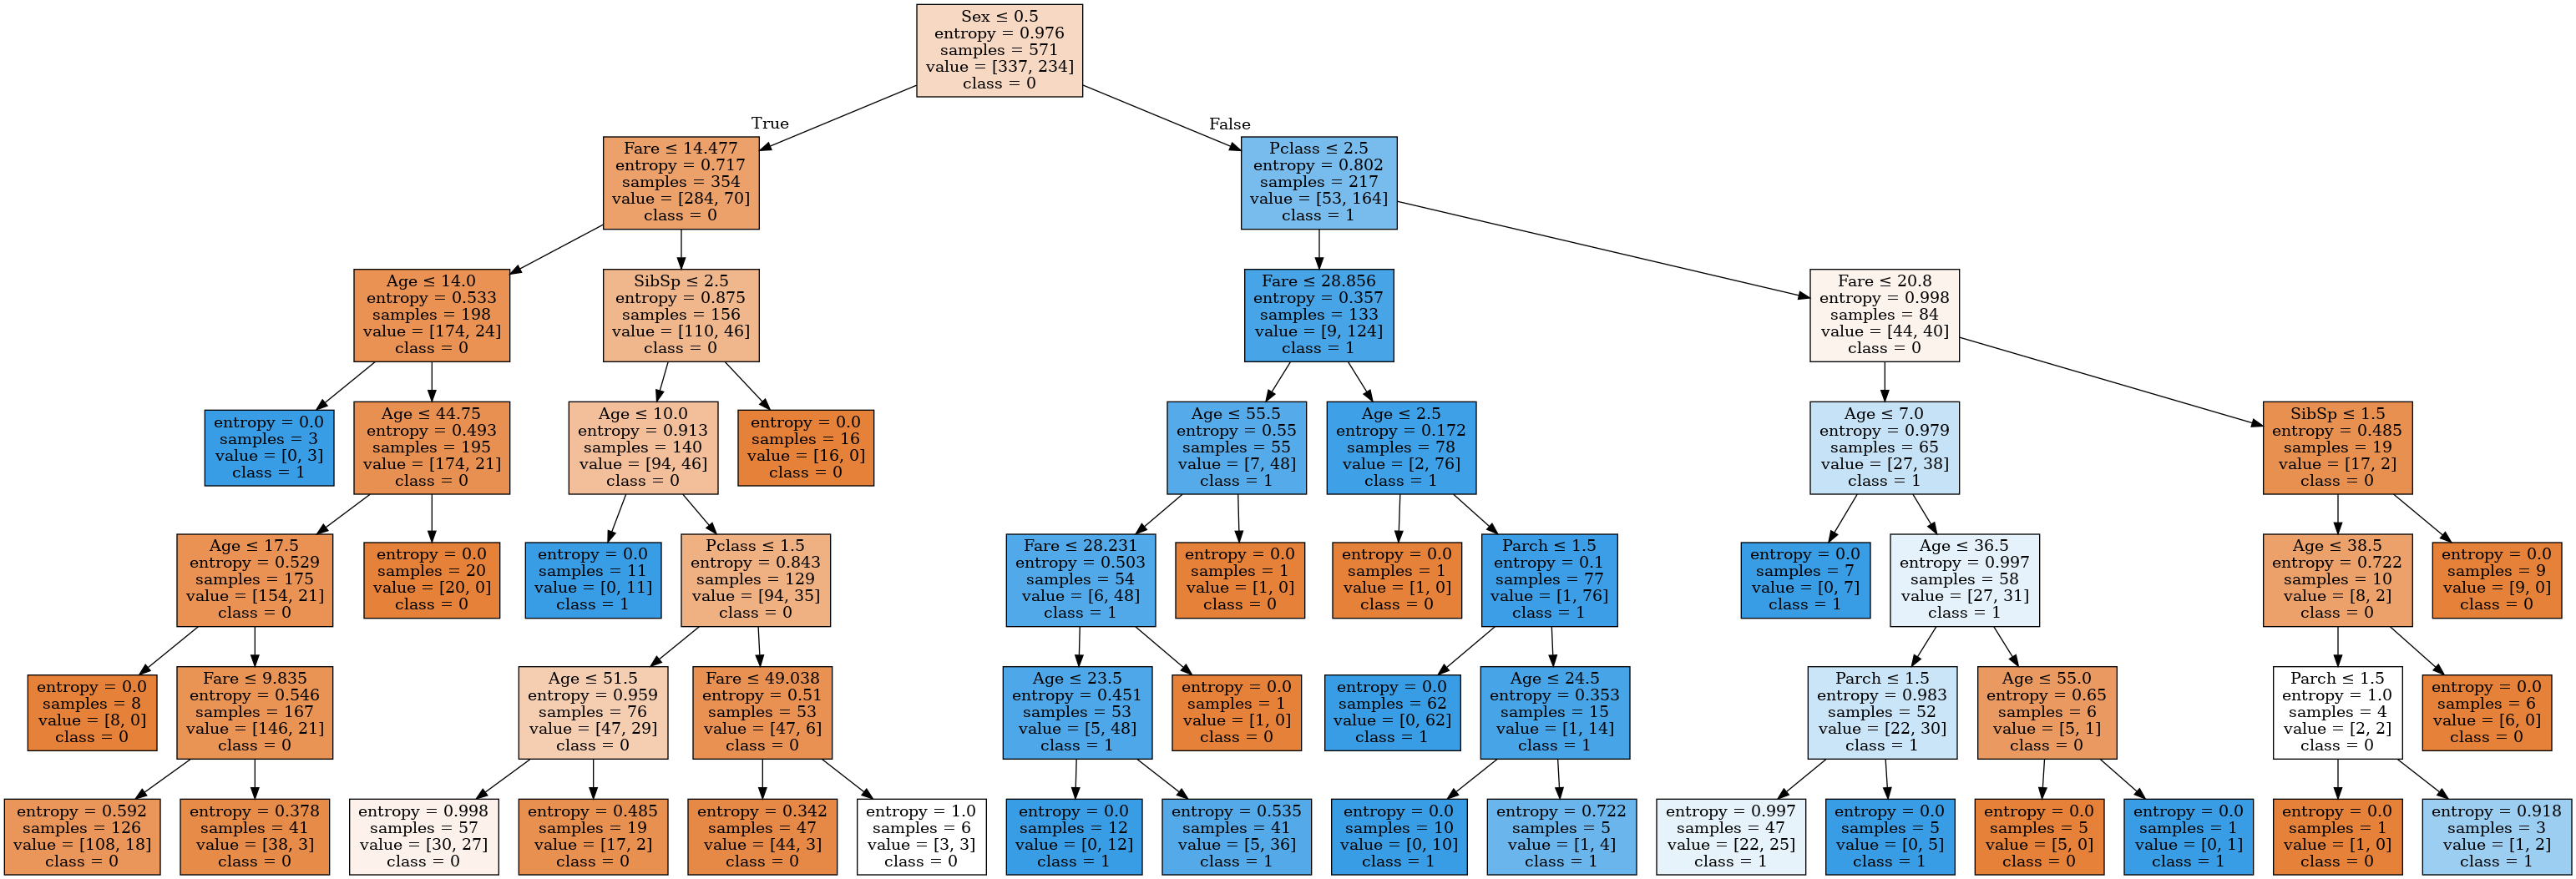 Sex ≤ 0.5
entropy = 0.976
samples = 571
value = [337, 234]
class = 0
True
False
Fare ≤ 14.477
entropy = 0.717
samples = 354
value = [284, 70]
class = 0
Pclass ≤ 2.5
entropy = 0.802
samples = 217
value = [53, 164]
class = 1
Age ≤ 14.0
entropy = 0.533
samples = 198
value = [174, 24]
class = 0
SibSp ≤ 2.5
entropy = 0.875
samples = 156
value = [110, 46]
class = 0
Fare ≤ 28.856
entropy = 0.357
samples = 133
value = [9, 124]
class = 1
Fare ≤ 20.8
entropy = 0.998
samples = 84
value = [44, 40]
class = 0
entropy = 0.0
samples = 3
value = [0, 3]
class = 1
Age ≤ 44.75
entropy = 0.493
samples = 195
value = [174, 21]
class = 0
Age ≤ 10.0
entropy = 0.913
samples = 140
value = [94, 46]
class = 0
entropy = 0.0
samples = 16
value = [16, 0]
class = 0
Age ≤ 55.5
entropy = 0.55
samples = 55
value = [7, 48]
class = 1
Age ≤ 2.5
entropy = 0.172
samples = 78
value = [2, 76]
class = 1
Age ≤ 7.0
entropy = 0.979
samples = 65
value = [27, 38]
class = 1
SibSp ≤ 1.5
entropy = 0.485
samples = 19
value = [17, 2]
class = 0
Age ≤ 17.5
entropy = 0.529
samples = 175
value = [154, 21]
class = 0
entropy = 0.0
samples = 20
value = [20, 0]
class = 0
entropy = 0.0
samples = 11
value = [0, 11]
class = 1
Pclass ≤ 1.5
entropy = 0.843
samples = 129
value = [94, 35]
class = 0
Fare ≤ 28.231
entropy = 0.503
samples = 54
value = [6, 48]
class = 1
entropy = 0.0
samples = 1
value = [1, 0]
class = 0
entropy = 0.0
samples = 1
value = [1, 0]
class = 0
Parch ≤ 1.5
entropy = 0.1
samples = 77
value = [1, 76]
class = 1
entropy = 0.0
samples = 7
value = [0, 7]
class = 1
Age ≤ 36.5
entropy = 0.997
samples = 58
value = [27, 31]
class = 1
Age ≤ 38.5
entropy = 0.722
samples = 10
value = [8, 2]
class = 0
entropy = 0.0
samples = 9
value = [9, 0]
class = 0
entropy = 0.0
samples = 8
value = [8, 0]
class = 0
Fare ≤ 9.835
entropy = 0.546
samples = 167
value = [146, 21]
class = 0
Age ≤ 51.5
entropy = 0.959
samples = 76
value = [47, 29]
class = 0
Fare ≤ 49.038
entropy = 0.51
samples = 53
value = [47, 6]
class = 0
Age ≤ 23.5
entropy = 0.451
samples = 53
value = [5, 48]
class = 1
entropy = 0.0
samples = 1
value = [1, 0]
class = 0
entropy = 0.0
samples = 62
value = [0, 62]
class = 1
Age ≤ 24.5
entropy = 0.353
samples = 15
value = [1, 14]
class = 1
Parch ≤ 1.5
entropy = 0.983
samples = 52
value = [22, 30]
class = 1
Age ≤ 55.0
entropy = 0.65
samples = 6
value = [5, 1]
class = 0
Parch ≤ 1.5
entropy = 1.0
samples = 4
value = [2, 2]
class = 0
entropy = 0.0
samples = 6
value = [6, 0]
class = 0
entropy = 0.592
samples = 126
value = [108, 18]
class = 0
entropy = 0.378
samples = 41
value = [38, 3]
class = 0
entropy = 0.998
samples = 57
value = [30, 27]
class = 0
entropy = 0.485
samples = 19
value = [17, 2]
class = 0
entropy = 0.342
samples = 47
value = [44, 3]
class = 0
entropy = 1.0
samples = 6
value = [3, 3]
class = 0
entropy = 0.0
samples = 12
value = [0, 12]
class = 1
entropy = 0.535
samples = 41
value = [5, 36]
class = 1
entropy = 0.0
samples = 10
value = [0, 10]
class = 1
entropy = 0.722
samples = 5
value = [1, 4]
class = 1
entropy = 0.997
samples = 47
value = [22, 25]
class = 1
entropy = 0.0
samples = 5
value = [0, 5]
class = 1
entropy = 0.0
samples = 5
value = [5, 0]
class = 0
entropy = 0.0
samples = 1
value = [0, 1]
class = 1
entropy = 0.0
samples = 1
value = [1, 0]
class = 0
entropy = 0.918
samples = 3
value = [1, 2]
class = 1